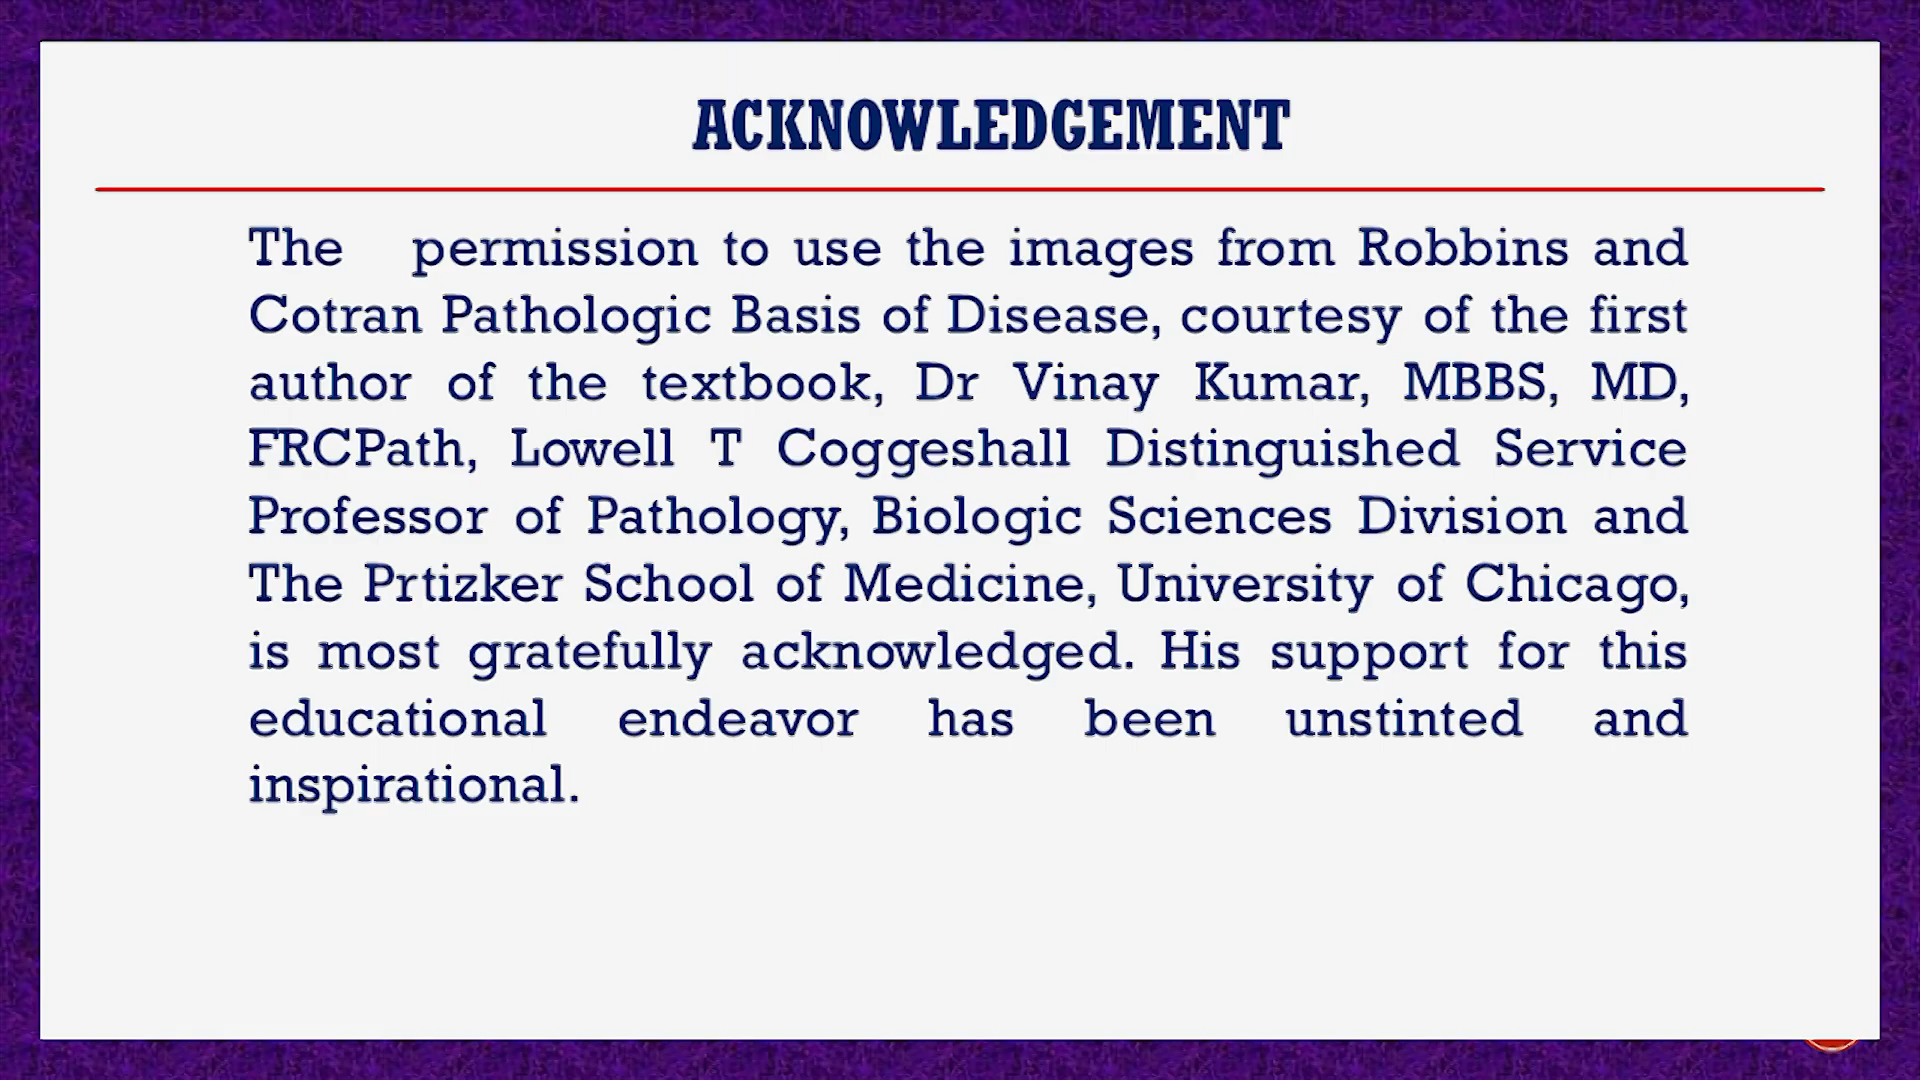 ACKNOWLEDGEMENT
The permission to use the images from Robbins and
Cotran Pathologic Basis of Disease, courtesy of the first
author of the textbook, Dr Vinay Kumar, MBBS, MD,
FRCPath, Lowell T Coggeshall Distinguished Service
Professor of Pathology, Biologic Sciences Division and
The Prtizker School of Medicine, University of Chicago,
is most gratefully acknowledged. His support for this
educational endeavor has been unstinted and
inspirational.